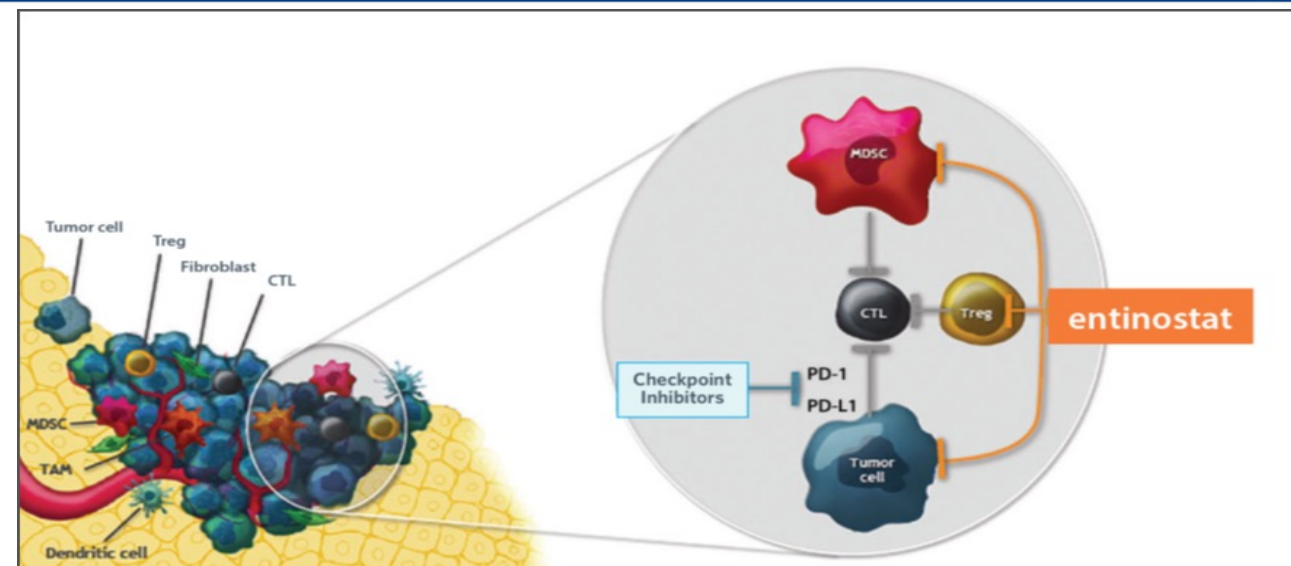 Tumor cell
Treg
Fibroblast
CTL
MDSC
TAM
Dendritic cell
MDSC
CTL
Treg
entinostat
Checkpoint
Inhibitors
PD-1
PD-L1
Tumor
cell